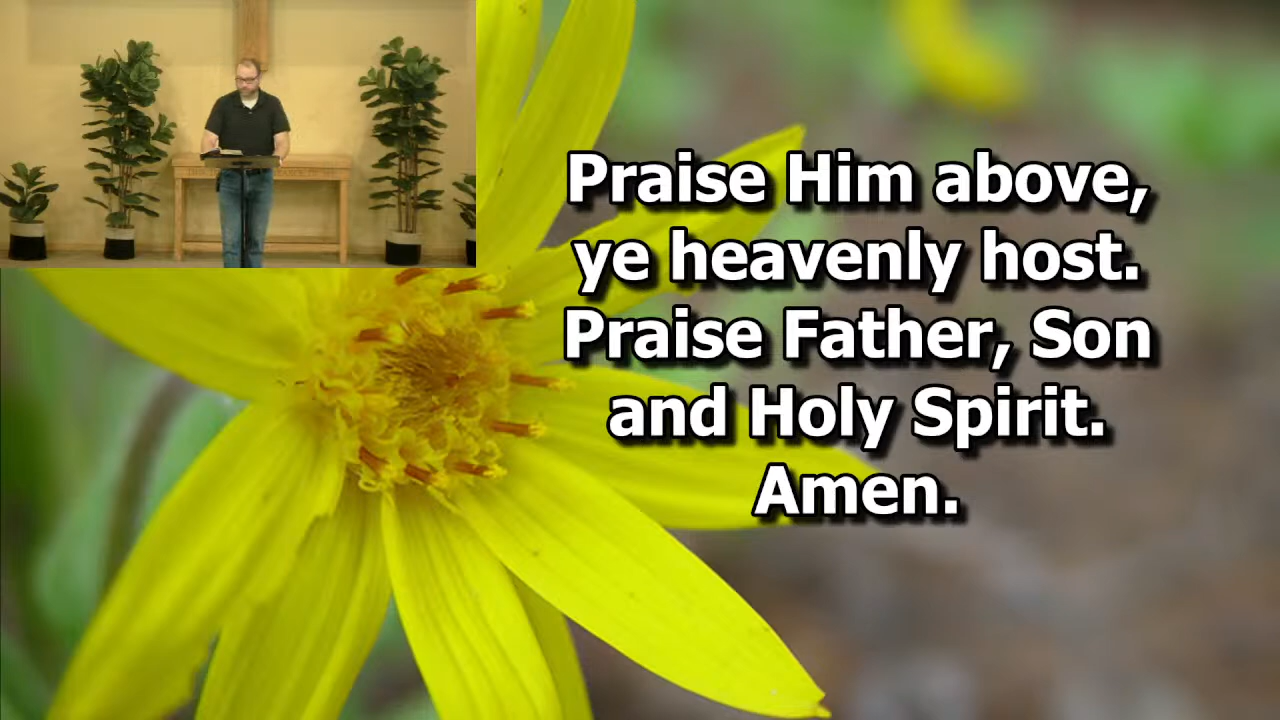 Praise Him above,
ye heavenly host.
Praise Father, Son
and Holy Spirit.
Amen.